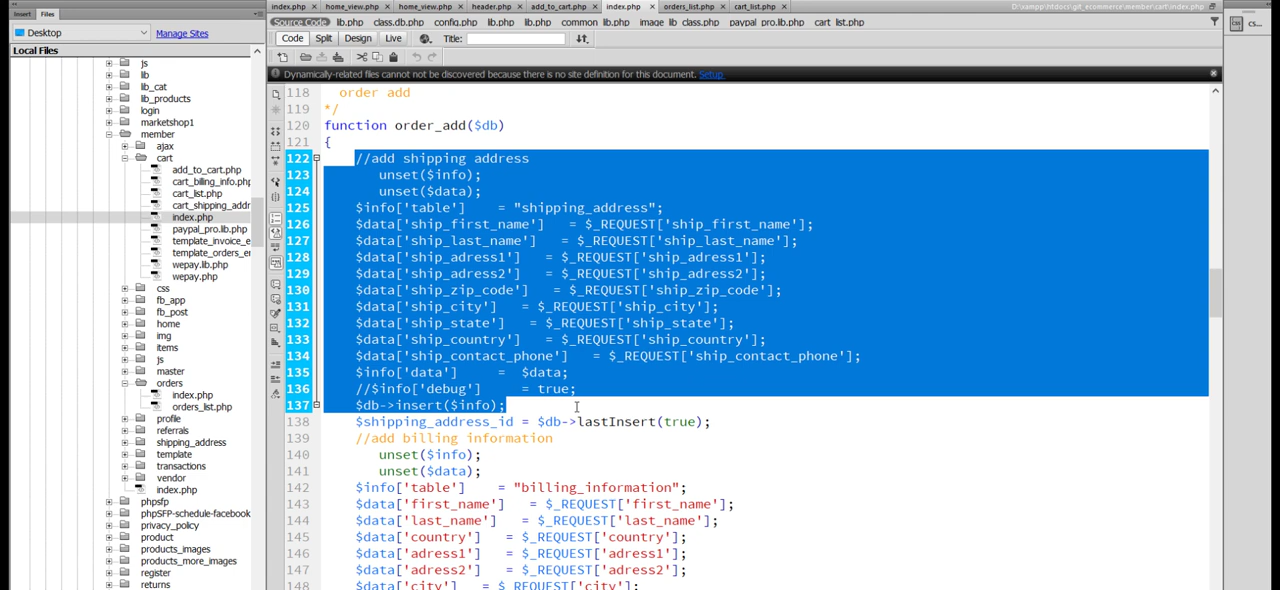 Insert Files
index.php × home_view.php × home_view.php × header.php × add_to_cart.php × index.php × orders_list.php × cart_list.php ×
D:\xampp\htdocs\git_ecommerce\member\cart\index.php
Desktop Manage Sites
Source Code lib.php class.db.php config.php lib.php lib.php common lib.php image lib class.php paypal pro.lib.php cart list.php
Code Split Design Live Title:
Local Files
Dynamically-related files cannot not be discovered because there is no site definition for this document. Setup
js
lib
lib_cat
lib_products
login
marketshop1
member
ajax
cart
add_to_cart.php
cart_billing_info.php
cart_list.php
cart_shipping_addr
index.php
paypal_pro.lib.php
template_invoice_e
template_orders_er
wepay.lib.php
wepay.php
css
fb_app
fb_post
home
img
items
js
master
orders
index.php
orders_list.php
profile
referrals
shipping_address
template
transactions
vendor
index.php
phpsfp
phpSFP-schedule-facebook
privacy_policy
product
products_images
products_more_images
register
returns
118 order add
119 */
120 function order_add($db)
121 {
122 //add shipping address
123 unset($info);
124 unset($data);
125 $info['table'] = "shipping_address";
126 $data['ship_first_name'] = $_REQUEST['ship_first_name'];
127 $data['ship_last_name'] = $_REQUEST['ship_last_name'];
128 $data['ship_adress1'] = $_REQUEST['ship_adress1'];
129 $data['ship_adress2'] = $_REQUEST['ship_adress2'];
130 $data['ship_zip_code'] = $_REQUEST['ship_zip_code'];
131 $data['ship_city'] = $_REQUEST['ship_city'];
132 $data['ship_state'] = $_REQUEST['ship_state'];
133 $data['ship_country'] = $_REQUEST['ship_country'];
134 $data['ship_contact_phone'] = $_REQUEST['ship_contact_phone'];
135 $info['data'] = $data;
136 //$info['debug'] = true;
137 $db->insert($info);
138 $shipping_address_id = $db->lastInsert(true);
139 //add billing information
140 unset($info);
141 unset($data);
142 $info['table'] = "billing_information";
143 $data['first_name'] = $_REQUEST['first_name'];
144 $data['last_name'] = $_REQUEST['last_name'];
145 $data['country'] = $_REQUEST['country'];
146 $data['adress1'] = $_REQUEST['adress1'];
147 $data['adress2'] = $_REQUEST['adress2'];
148 $data['city'] = $_REQUEST['city'];
CS...